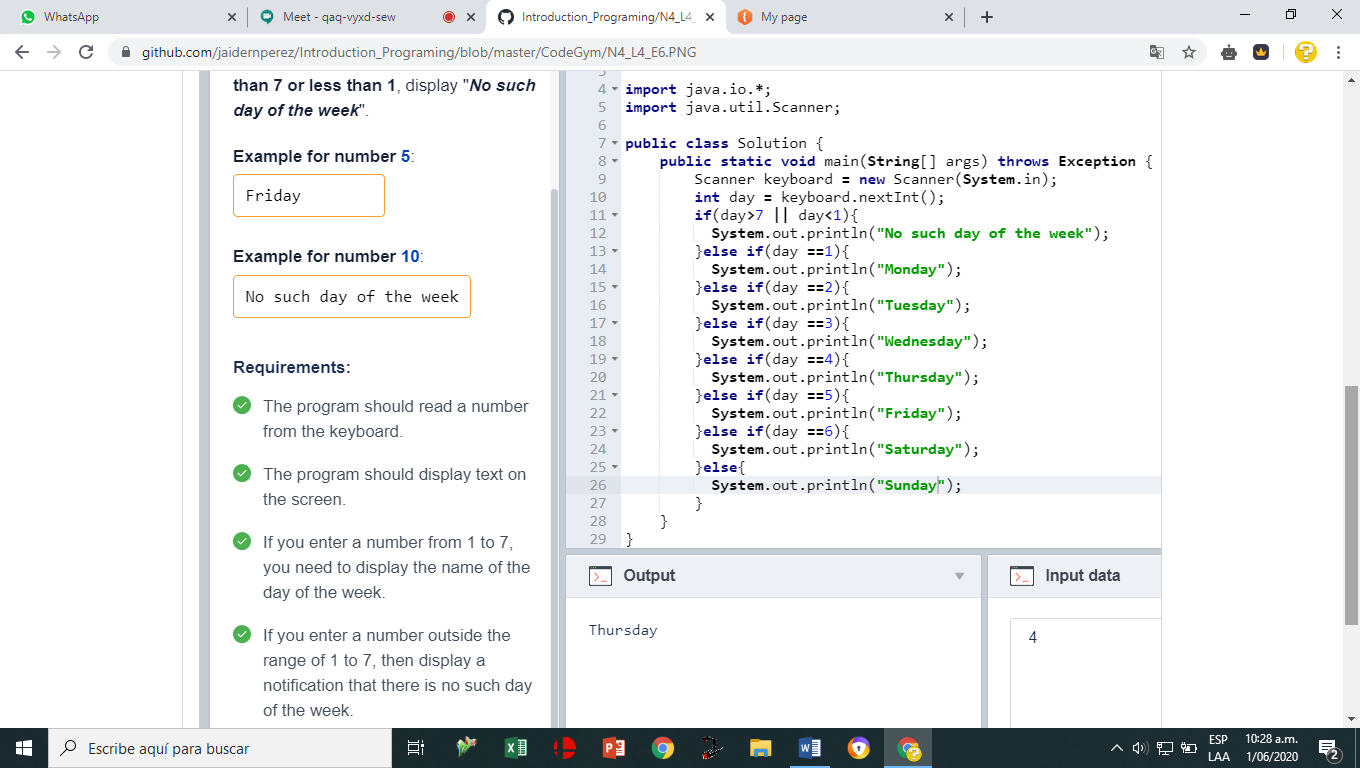 WhatsApp
Meet - qaq-vyxd-sew
Introduction_Programing/N4_L4_
My page
github.com/jaidernperez/Introduction_Programing/blob/master/CodeGym/N4_L4_E6.PNG
than 7 or less than 1, display "No such
day of the week".
Example for number 5:
Friday
Example for number 10:
No such day of the week
Requirements:
The program should read a number
from the keyboard.
The program should display text on
the screen.
If you enter a number from 1 to 7,
you need to display the name of the
day of the week.
If you enter a number outside the
range of 1 to 7, then display a
notification that there is no such day
of the week.
4 import java.io.*;
5 import java.util.Scanner;
6
7 public class Solution {
8 public static void main(String[] args) throws Exception {
9 Scanner keyboard = new Scanner(System.in);
10 int day = keyboard.nextInt();
11 if(day>7 || day<1){
12 System.out.println("No such day of the week");
13 }else if(day ==1){
14 System.out.println("Monday");
15 }else if(day ==2){
16 System.out.println("Tuesday");
17 }else if(day ==3){
18 System.out.println("Wednesday");
19 }else if(day ==4){
20 System.out.println("Thursday");
21 }else if(day ==5){
22 System.out.println("Friday");
23 }else if(day ==6){
24 System.out.println("Saturday");
25 }else{
26 System.out.println("Sunday");
27 }
28 }
29 }
Output
Thursday
Input data
4
Escribe aquí para buscar
ESP
LAA
10:28 a.m.
1/06/2020
2